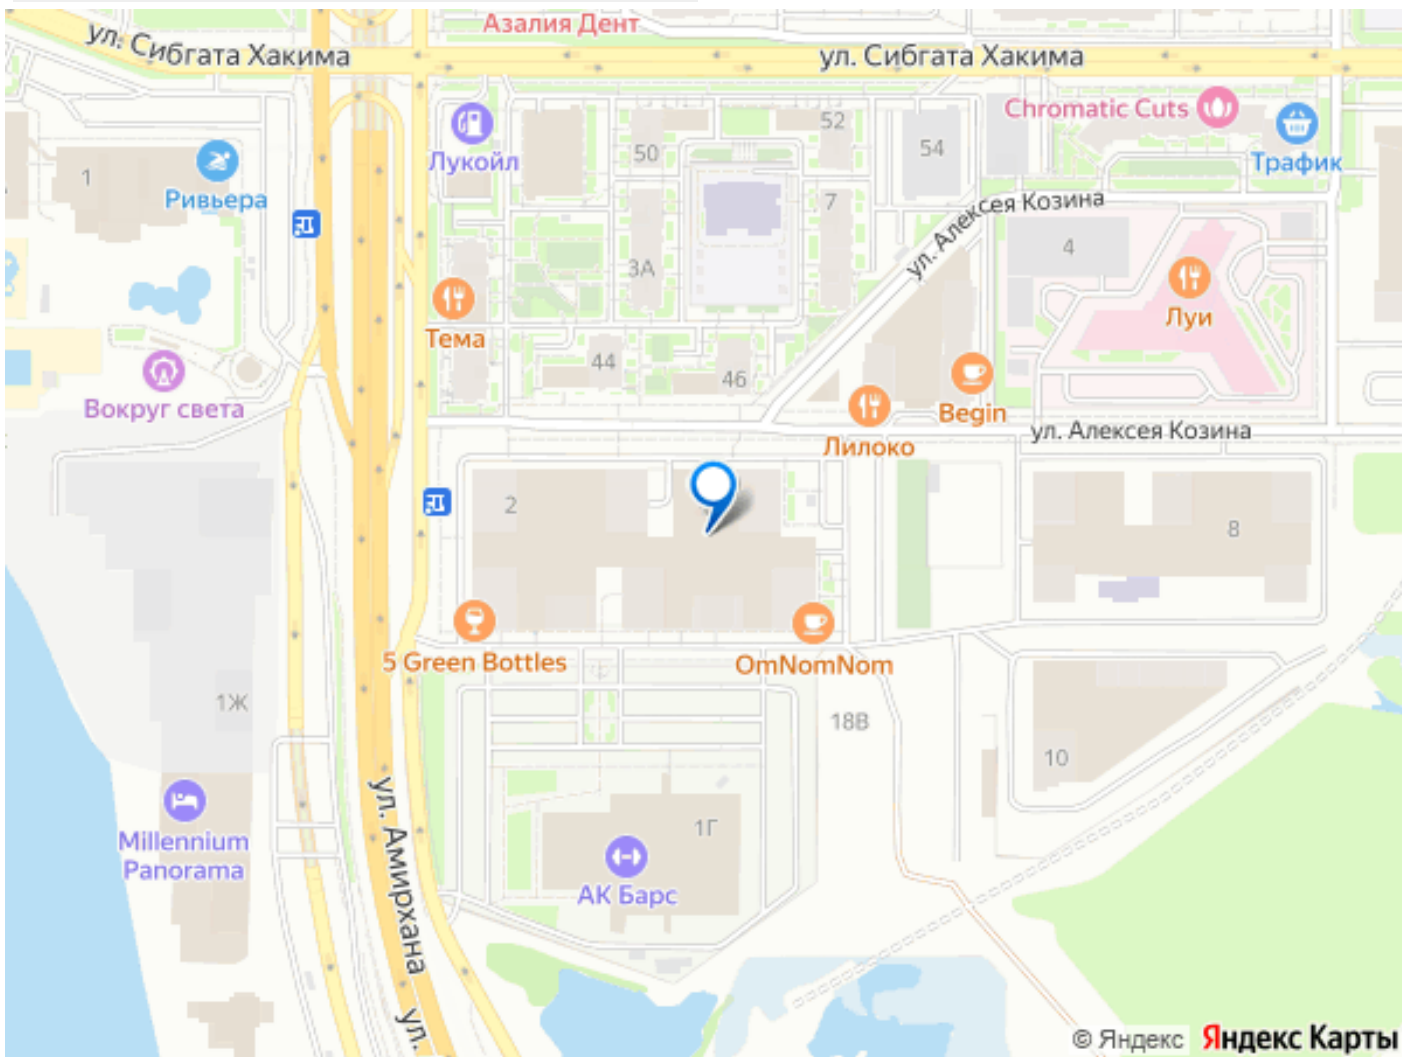 Азалия Дент
ул. Сибгата Хакима
ул. Сибгата Хакима
Chromatic Cuts
Трафик
Лукойл
50
52
54
1
Ривьера
7
ул. Алексея Козина
4
3А
Луи
Тема
44
46
Вокруг света
Begin
Лилоко
ул. Алексея Козина
2
8
5 Green Bottles
OmNomNom
1Ж
18В
10
Millennium
Panorama
ул. Амирхана
1Г
АК Барс
ул.
© Яндекс Яндекс Карты